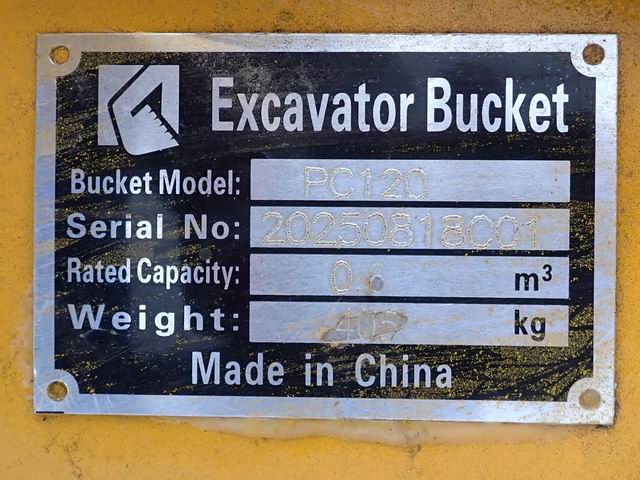 Excavator Bucket
Bucket Model: PC120
Serial No: 20250818C01
Rated Capacity: m³
Weight: kg
Made in China